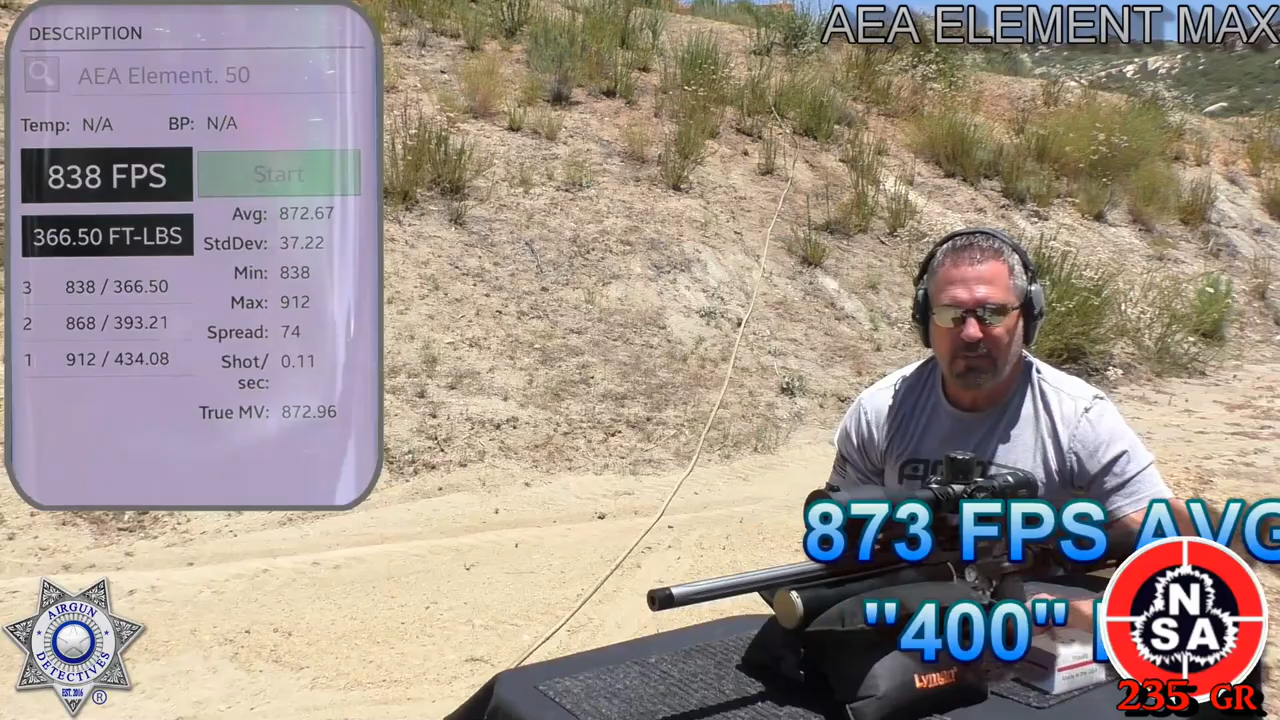 DESCRIPTION
AEA Element. 50
Temp: N/A BP: N/A
838 FPS
Start
366.50 FT-LBS
Avg: 872.67
StdDev: 37.22
Min: 838
Max: 912
Spread: 74
Shot/
sec: 0.11
True MV: 872.96
3 838 / 366.50
2 868 / 393.21
1 912 / 434.08
AEA ELEMENT MAX
873 FPS AVG
"400"
NSA
235 GR
Lyman
AIRGUN
DETECTIVES
EST. 2016
®